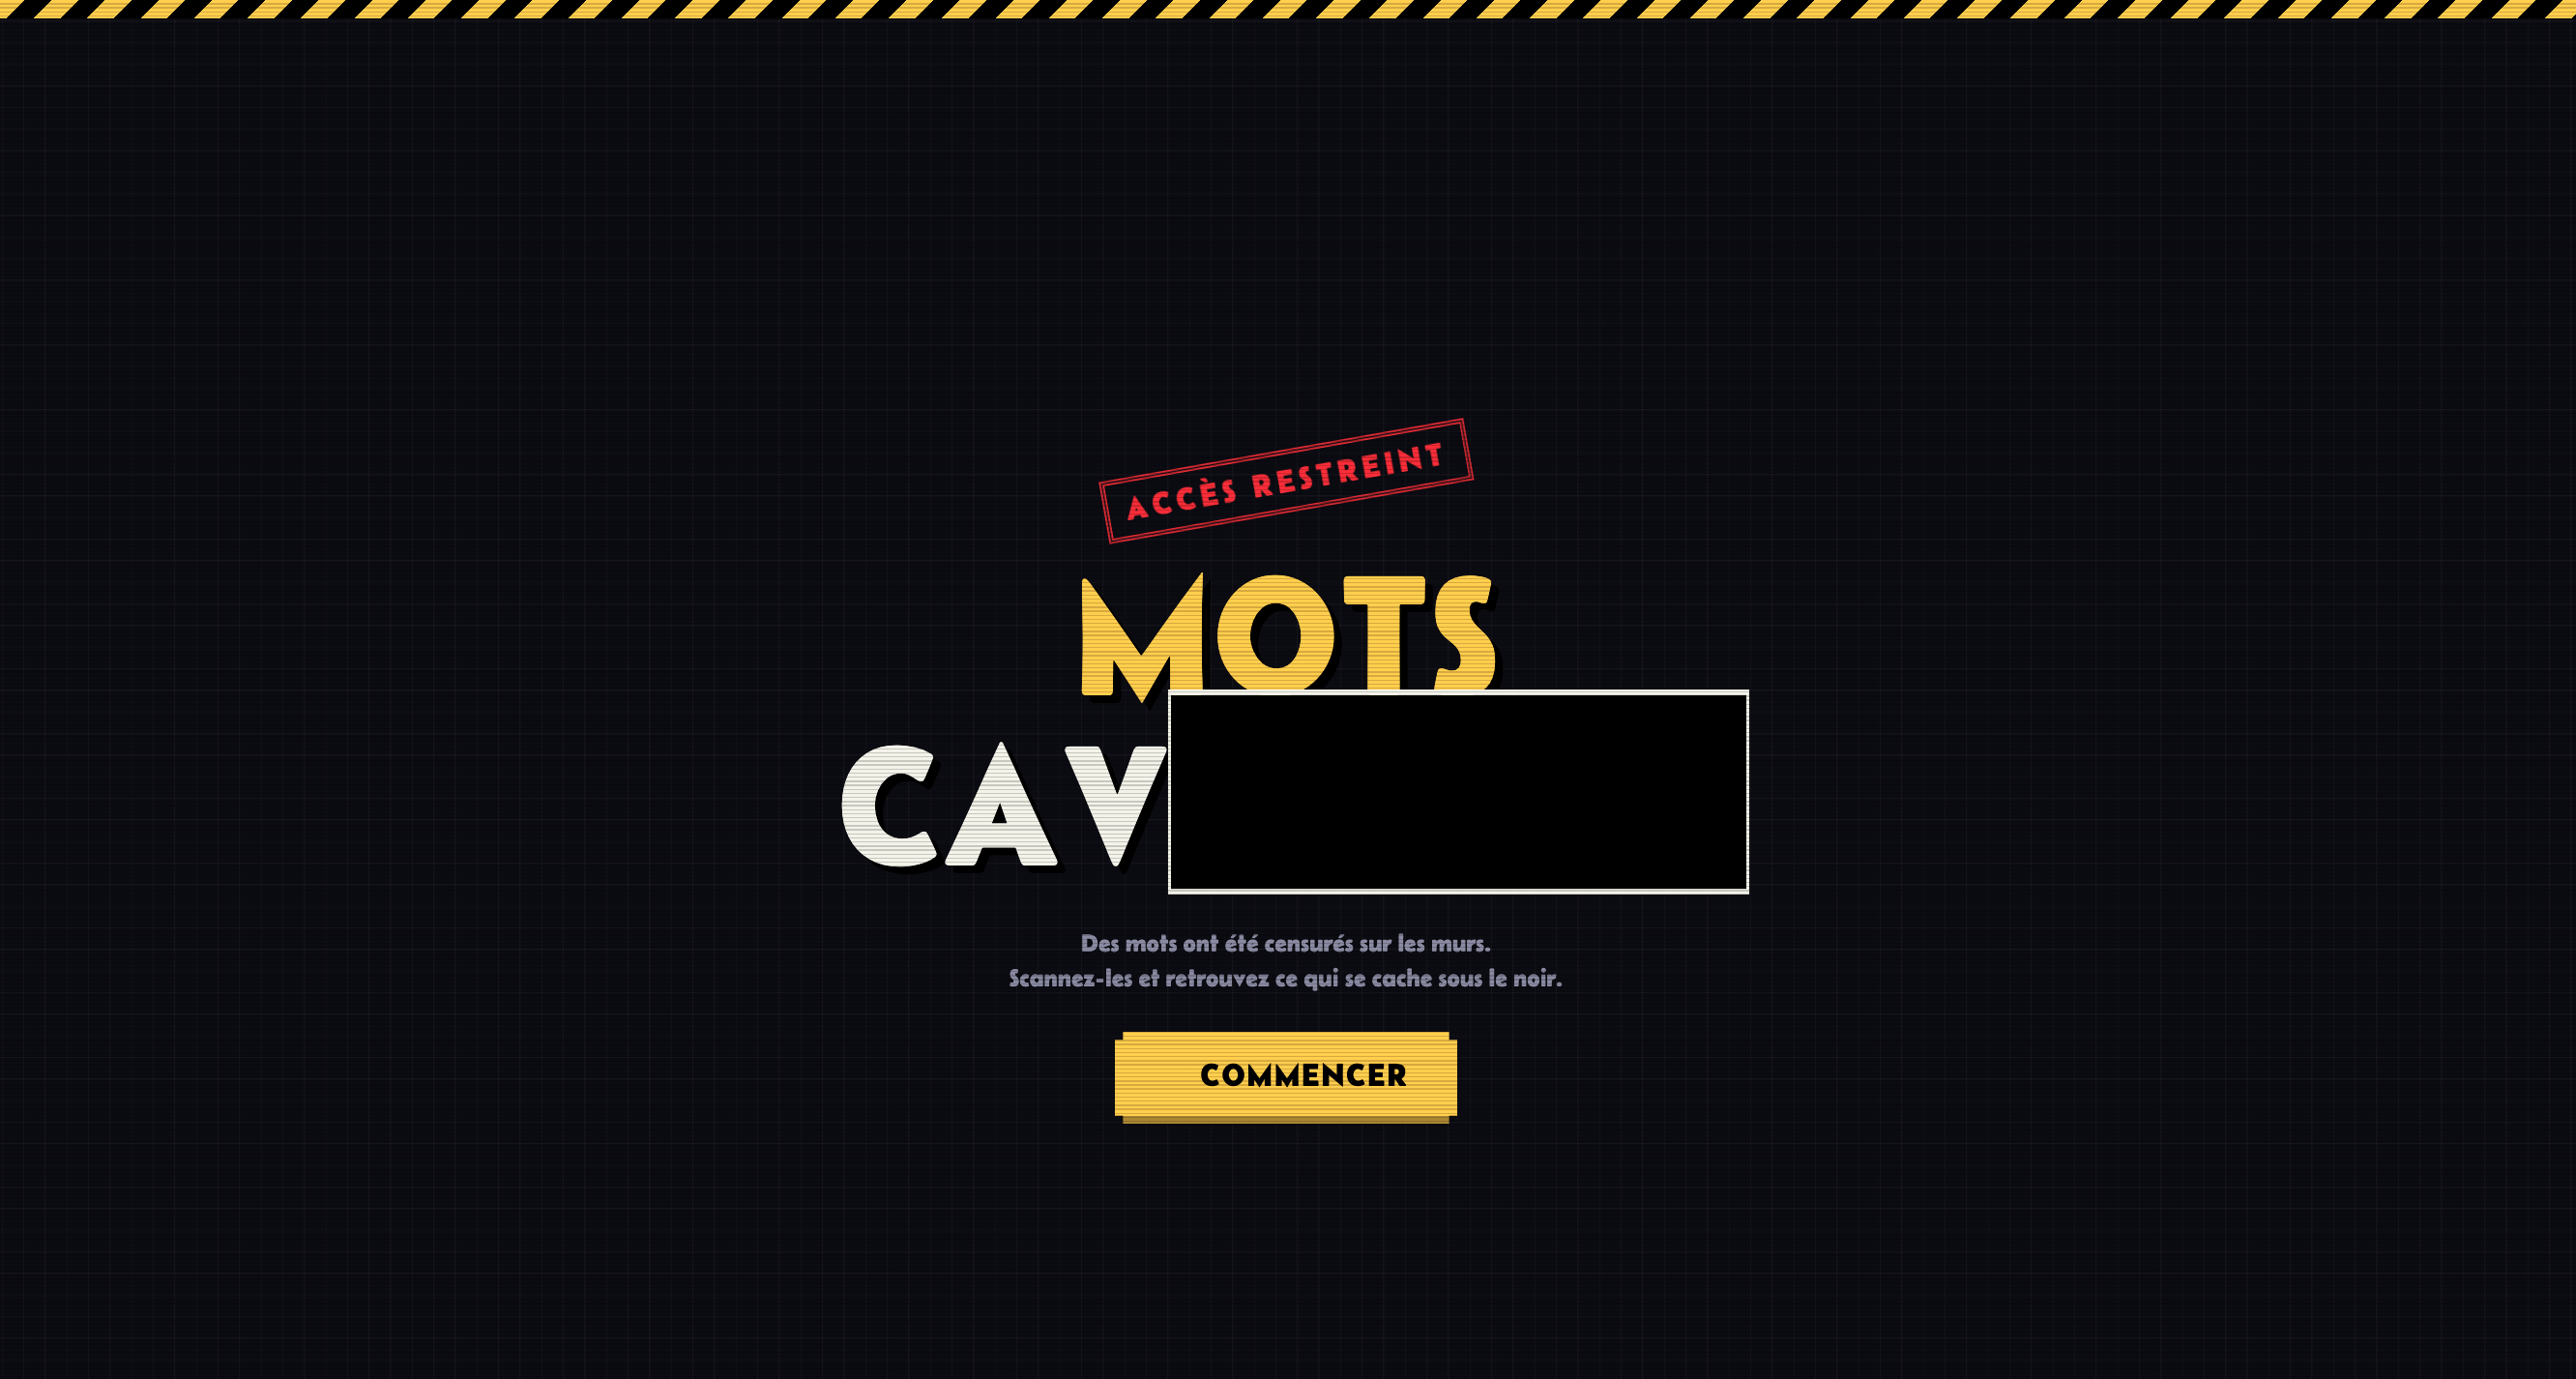 ACCÈS RESTREINT
MOTS
CAV
Des mots ont été censurés sur les murs.
Scannez-les et retrouvez ce qui se cache sous le noir.
COMMENCER